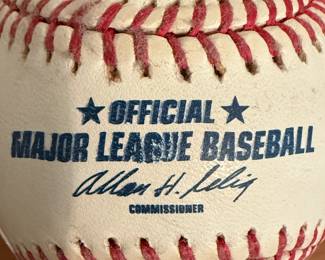 ★ OFFICIAL ★
MAJOR LEAGUE BASEBALL
Allan H. Selig
COMMISSIONER